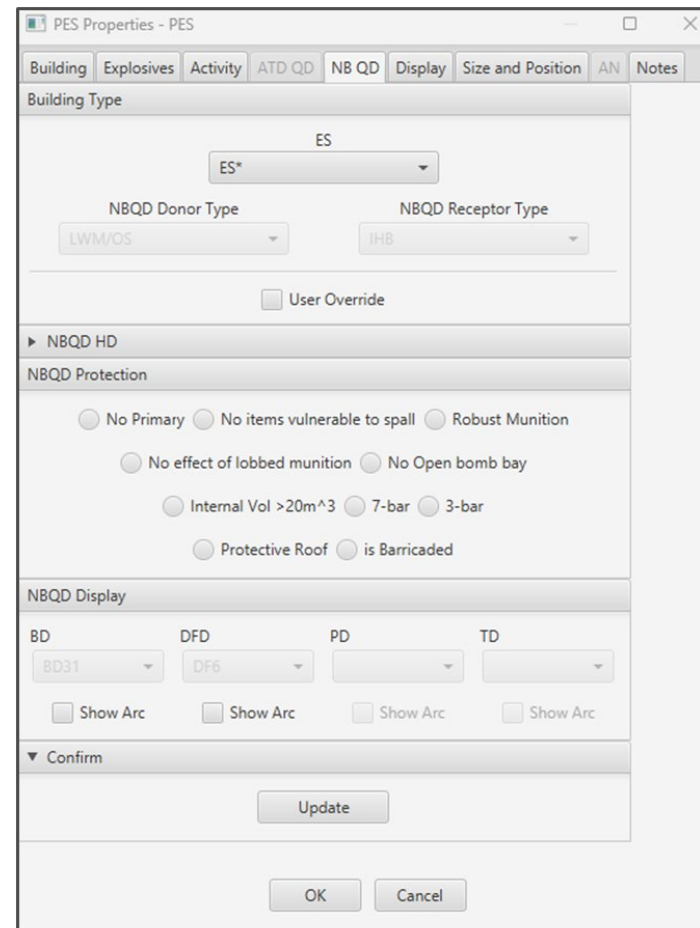 PES Properties - PES
Building Explosives Activity ATD QD NB QD Display Size and Position AN Notes
Building Type
ES
ES*
NBQD Donor Type NBQD Receptor Type
LWM/OS IHB
User Override
NBQD HD
NBQD Protection
No Primary No items vulnerable to spall Robust Munition
No effect of lobbed munition No Open bomb bay
Internal Vol >20m^3 7-bar 3-bar
Protective Roof is Barricaded
NBQD Display
BD DFD PD TD
BD31 DF6
Show Arc Show Arc Show Arc Show Arc
Confirm
Update
OK Cancel